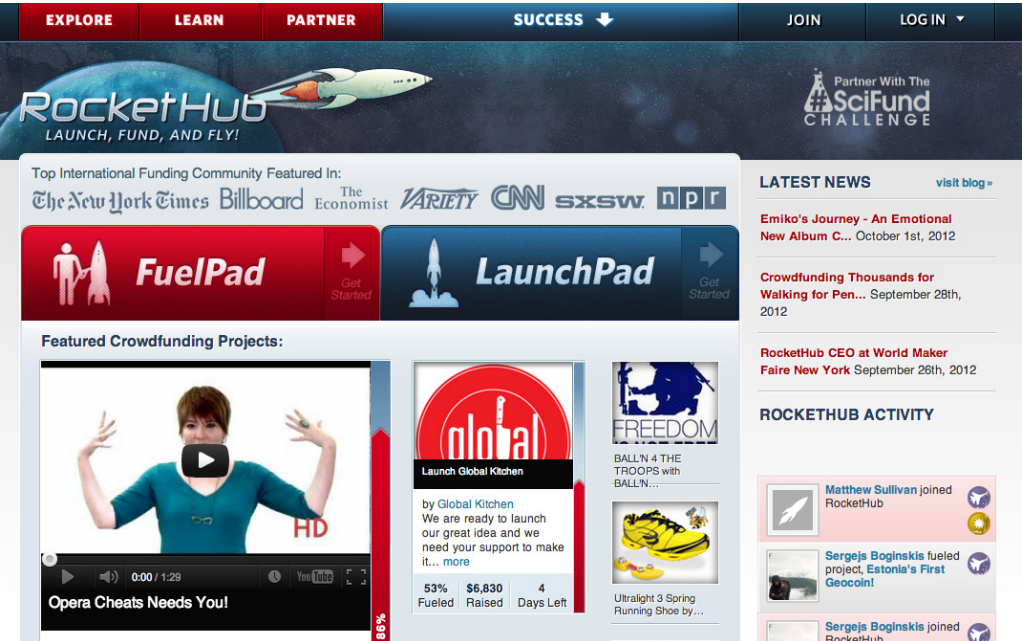 EXPLORE
LEARN
PARTNER
SUCCESS
JOIN
LOG IN
RocketHub
LAUNCH, FUND, AND FLY!
Partner With The
#SciFund
CHALLENGE
Top International Funding Community Featured In:
The New York Times
Billboard
The
Economist
VARIETY
CNN
SXSW.
npr
FuelPad
Get
Started
LaunchPad
Get
Started
Featured Crowdfunding Projects:
HD
0:00 / 1:29
YouTube
Opera Cheats Needs You!
86%
global
Launch Global Kitchen
by Global Kitchen
We are ready to launch
our great idea and we
need your support to make
it... more
53%
Fueled
$6,830
Raised
4
Days Left
FREEDOM
IS NOT FREE
BALL'N 4 THE
TROOPS with
BALL'N...
Ultralight 3 Spring
Running Shoe by...
LATEST NEWS
visit blog »
Emiko's Journey - An Emotional
New Album C... October 1st, 2012
Crowdfunding Thousands for
Walking for Pen... September 28th,
2012
RocketHub CEO at World Maker
Faire New York September 26th, 2012
ROCKETHUB ACTIVITY
Matthew Sullivan joined
RocketHub
Sergejs Boginskis fueled
project, Estonia's First
Geocoin!
Sergejs Boginskis joined
RocketHub